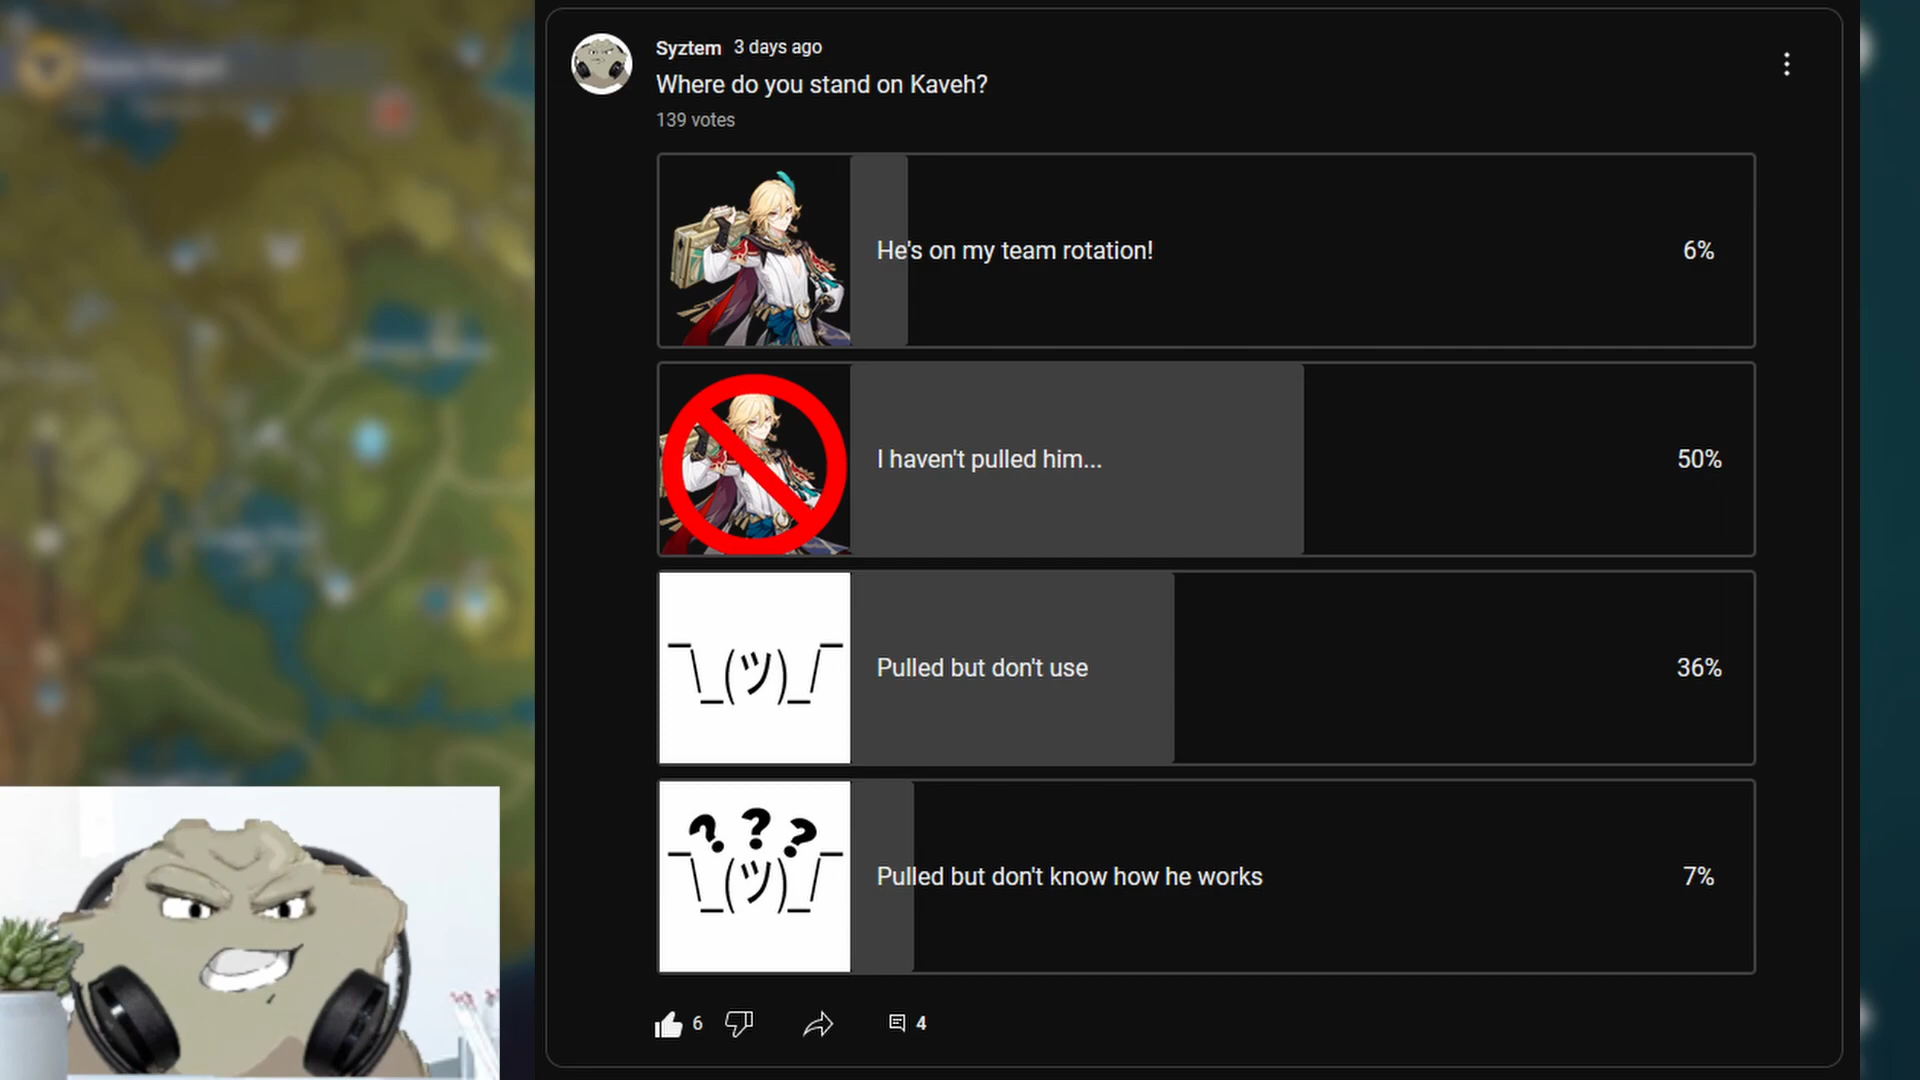 Syztem 3 days ago
Where do you stand on Kaveh?
139 votes
He's on my team rotation!
6%
I haven't pulled him...
50%
¯\_(ツ)_/¯
Pulled but don't use
36%
???
¯\_(ツ)_/¯
Pulled but don't know how he works
7%
6
4